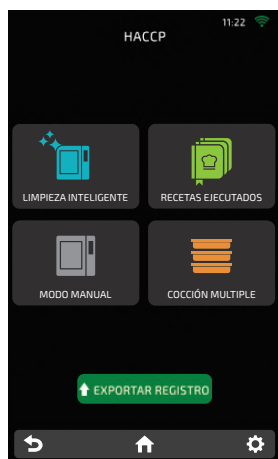 11:22
HACCP
LIMPIEZA INTELIGENTE
RECETAS EJECUTADOS
MODO MANUAL
COCCIÓN MULTIPLE
EXPORTAR REGISTRO